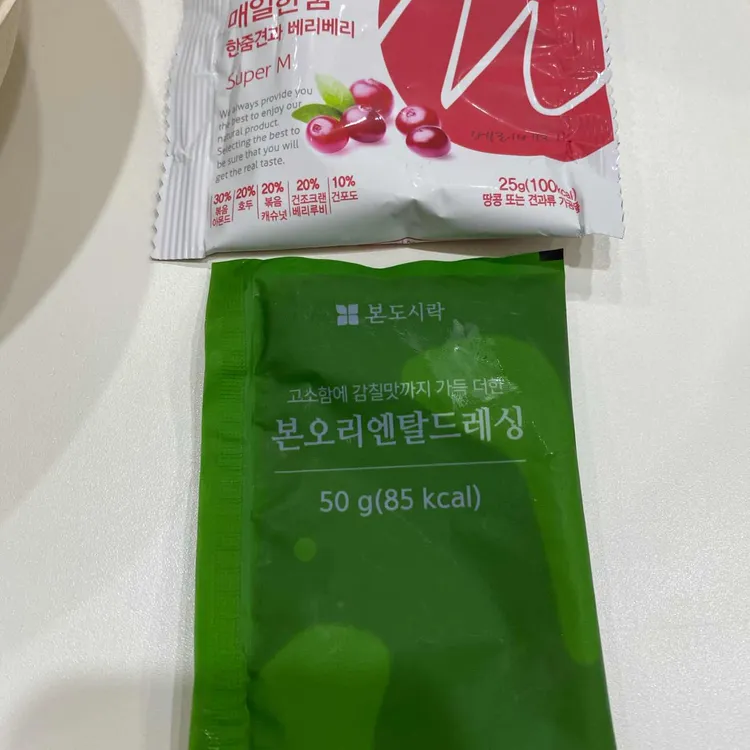 매일한줌
한줌견과 베리베리
Super M.
We always provide you
the best to enjoy our
natural product.
Selecting the best to
be sure that you will
get the real taste.
30% 볶음 아몬드
20% 호두
20% 볶음 캐슈넛
20% 건조크랜 베리루비
10% 건포도
25g(100kcal)
땅콩 또는 견과류 가공품
본도시락
고소함에 감칠맛까지 가득 더한
본오리엔탈드레싱
50 g(85 kcal)